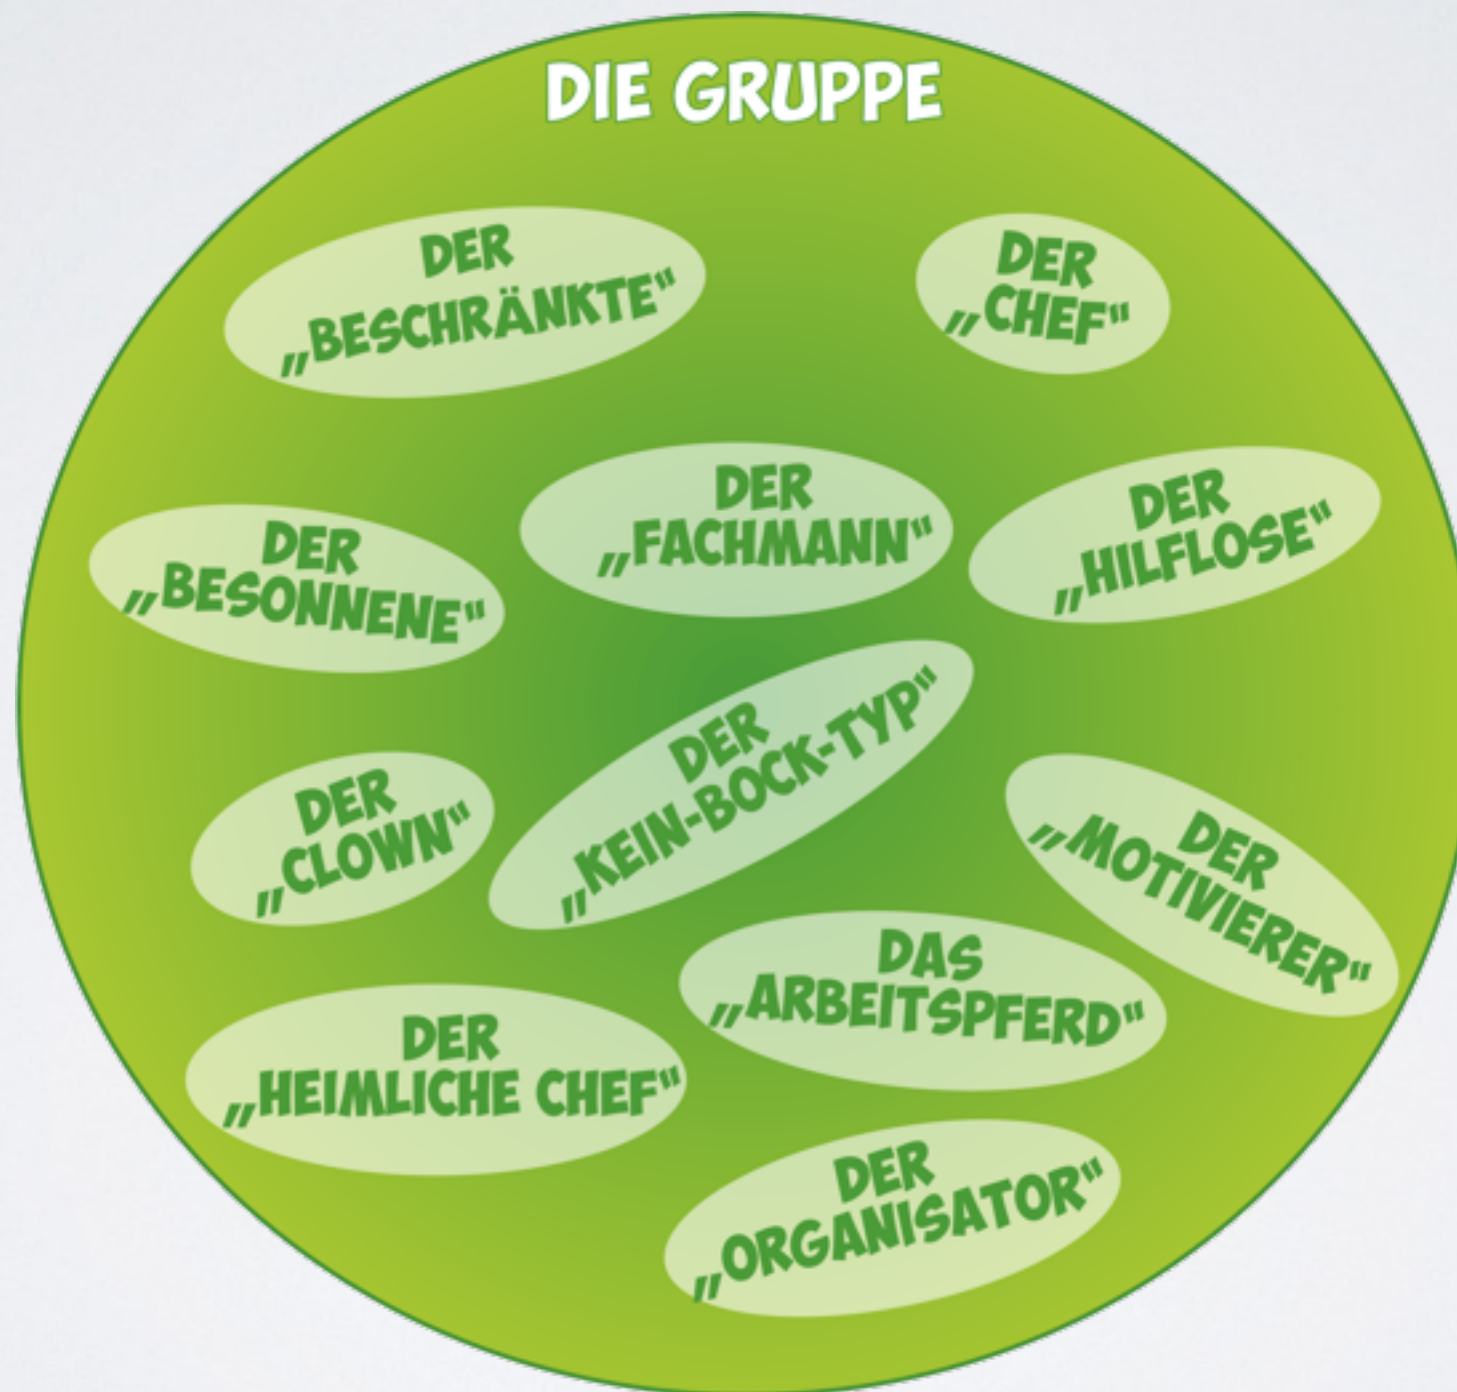 DIE GRUPPE
DER
„BESCHRÄNKTE“
DER
„CHEF“
DER
„BESONNENE“
DER
„FACHMANN“
DER
„HILFLOSE“
DER
„CLOWN“
DER
„KEIN-BOCK-TYP“
DER
„MOTIVIERER“
DAS
„ARBEITSPFERD“
DER
„HEIMLICHE CHEF“
DER
„ORGANISATOR“